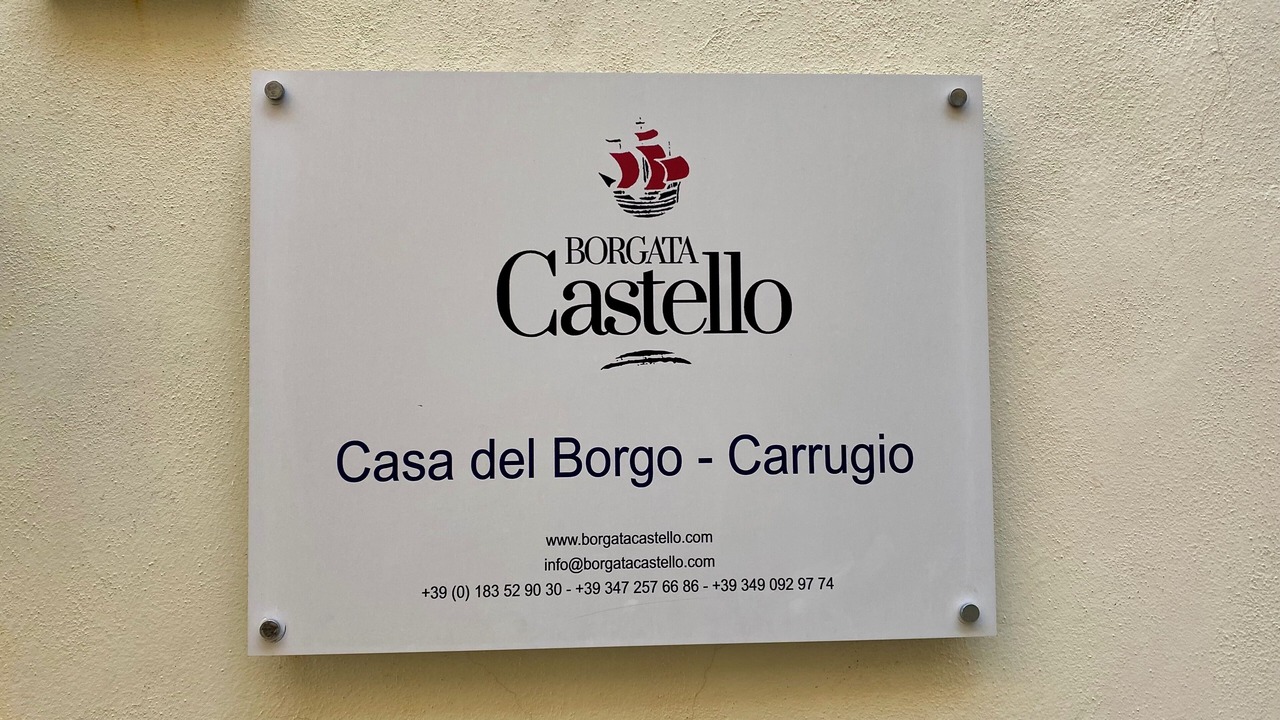 BORGATA
Castello
Casa del Borgo - Carrugio
www.borgatacastello.com
info@borgatacastello.com
+39 (0) 183 52 90 30 - +39 347 257 66 86 - +39 349 092 97 74